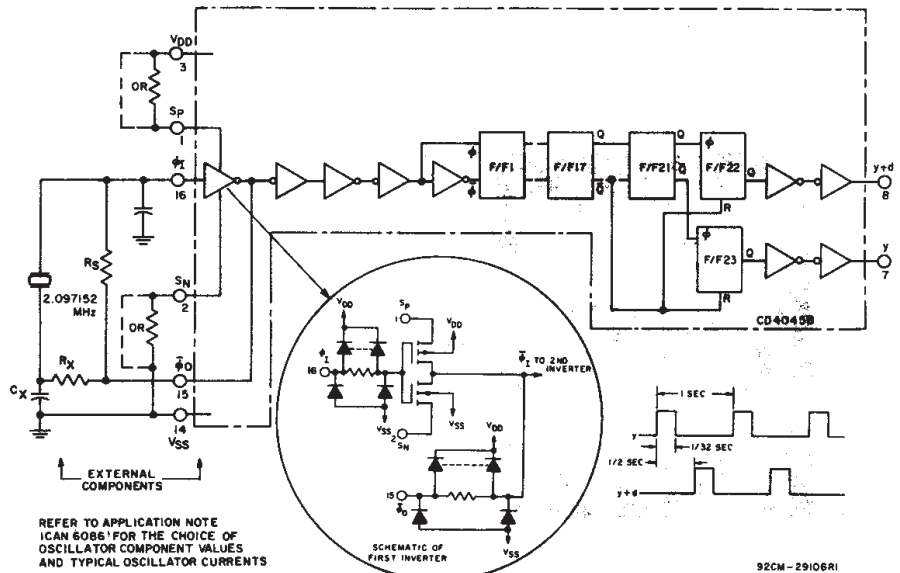 VDD
3
OR
SP
1
ΦI
16
RS
SN
2
2.097152
MHz
OR
RX
Φ̄O
15
CX
14
VSS
EXTERNAL
COMPONENTS
REFER TO APPLICATION NOTE
ICAN 6086' FOR THE CHOICE OF
OSCILLATOR COMPONENT VALUES
AND TYPICAL OSCILLATOR CURRENTS
Φ
Φ̄
F/F1
F/F17
Q
Q̄
F/F21
Q
Q̄
Φ
F/F22
Q
R
y+d
8
Φ
F/F23
Q
R
y
7
CD4045B
VDD
SP
1
VDD
ΦI
16
Φ̄I TO 2ND
INVERTER
VSS
VSS
2
SN
VDD
15
Φ̄O
VSS
SCHEMATIC OF
FIRST INVERTER
1 SEC
y
1/32 SEC
1/2 SEC
y+d
92CM-29106R1